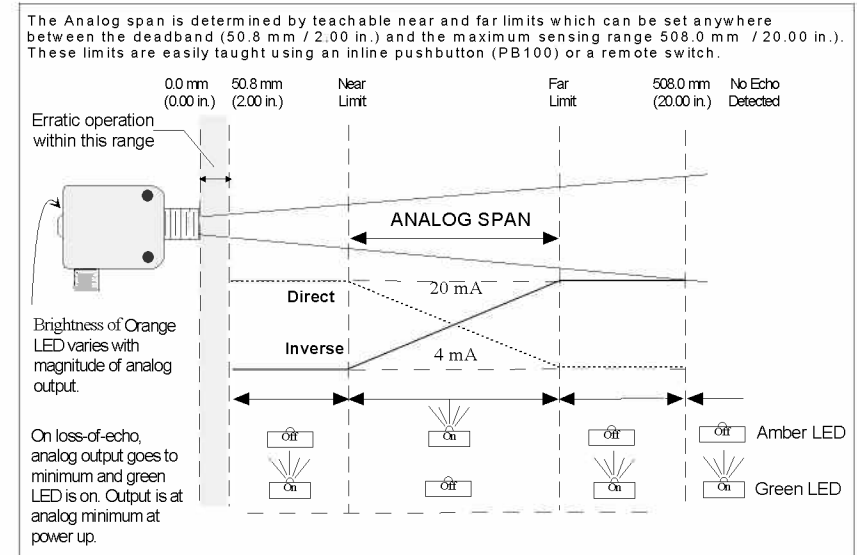 The Analog span is determined by teachable near and far limits which can be set anywhere
between the deadband (50.8 mm / 2.00 in.) and the maximum sensing range 508.0 mm / 20.00 in.).
These limits are easily taught using an inline pushbutton (PB100) or a remote switch.
0.0 mm
(0.00 in.)
50.8 mm
(2.00 in.)
Near
Limit
Far
Limit
508.0 mm
(20.00 in.)
No Echo
Detected
Erratic operation
within this range
ANALOG SPAN
20 mA
Direct
Inverse
4 mA
Brightness of Orange
LED varies with
magnitude of analog
output.
On loss-of-echo,
analog output goes to
minimum and green
LED is on. Output is at
analog minimum at
power up.
Off
On
Off
Off
Amber LED
On
Off
On
On
Green LED